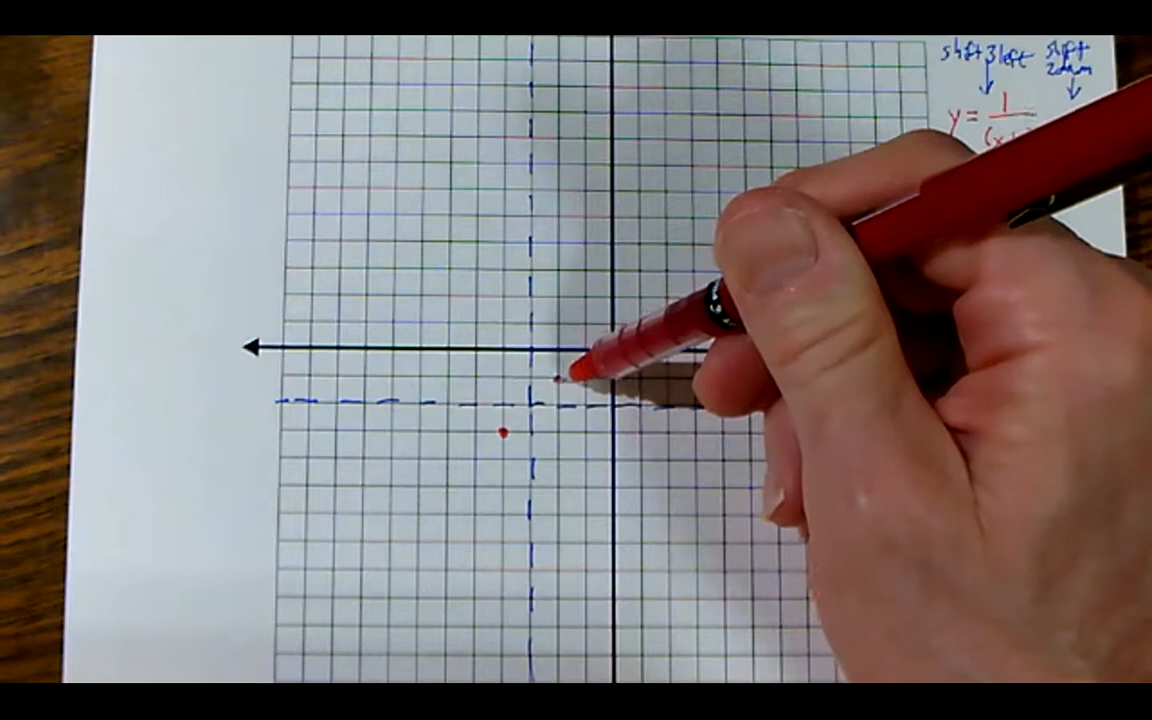 shift 3 left shift
2 down
y = 1
(x+